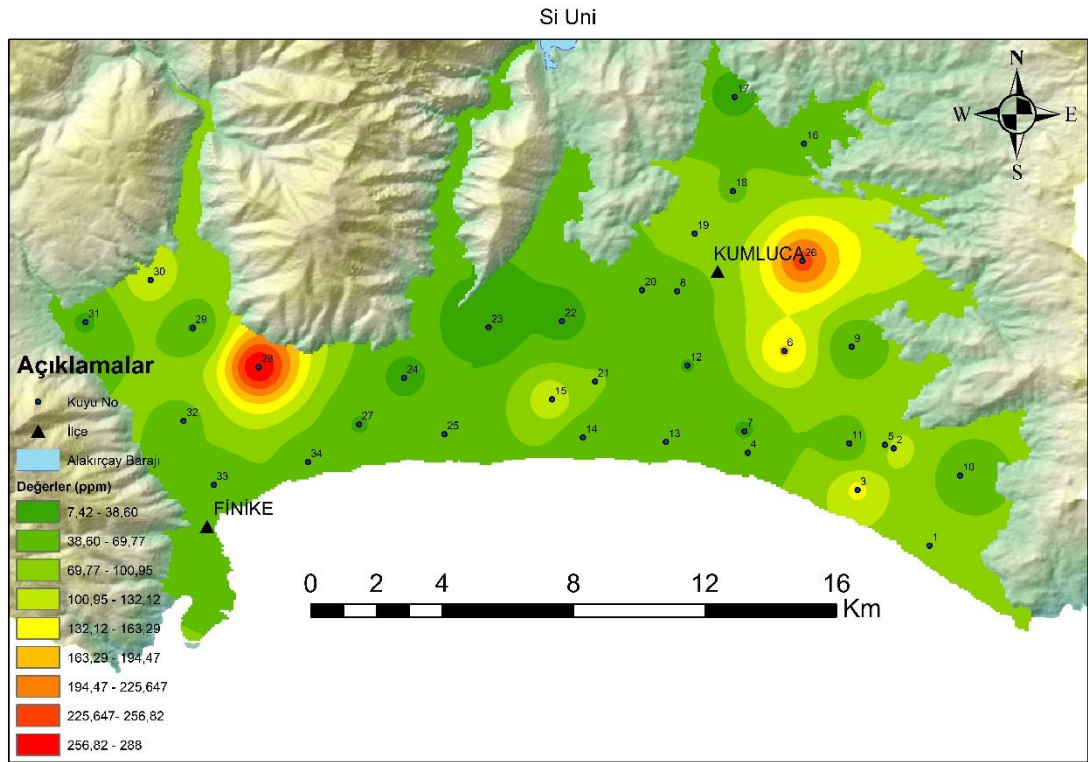 Si Uni
N
W E
S
17
16
18
19
KUMLUCA
26
30
20 8
31
29
23 22
6 9
28
12
Açıklamalar
24
21
15
Kuyu No
32
27
25
14
13
7
4
11 5 2
İlçe
Alakırçay Barajı
34
10
Değerler (ppm)
33
3
FİNİKE
1
7,42 - 38,60
38,60 - 69,77
69,77 - 100,95
100,95 - 132,12
132,12 - 163,29
163,29 - 194,47
194,47 - 225,647
225,647- 256,82
256,82 - 288
0 2 4 8 12 16
Km